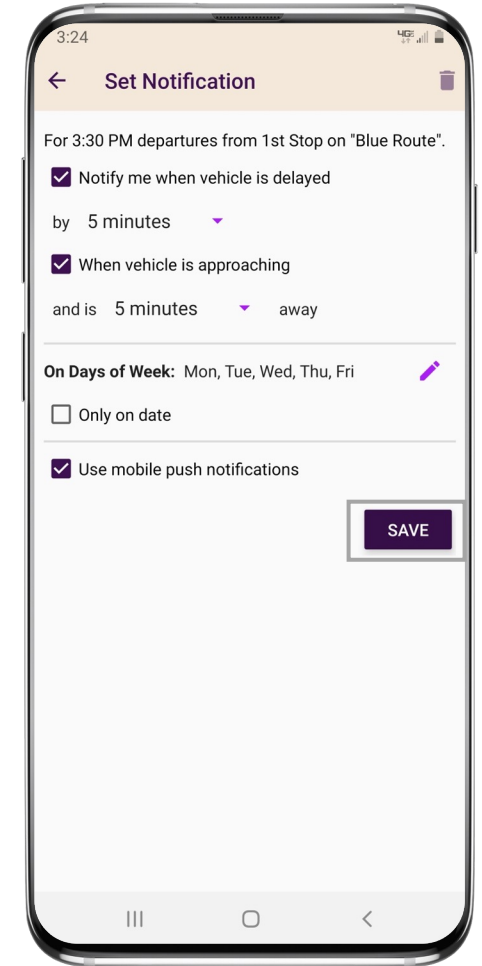 3:24 4GE
Set Notification
For 3:30 PM departures from 1st Stop on "Blue Route".
Notify me when vehicle is delayed
by 5 minutes
When vehicle is approaching
and is 5 minutes away
On Days of Week: Mon, Tue, Wed, Thu, Fri
Only on date
Use mobile push notifications
SAVE